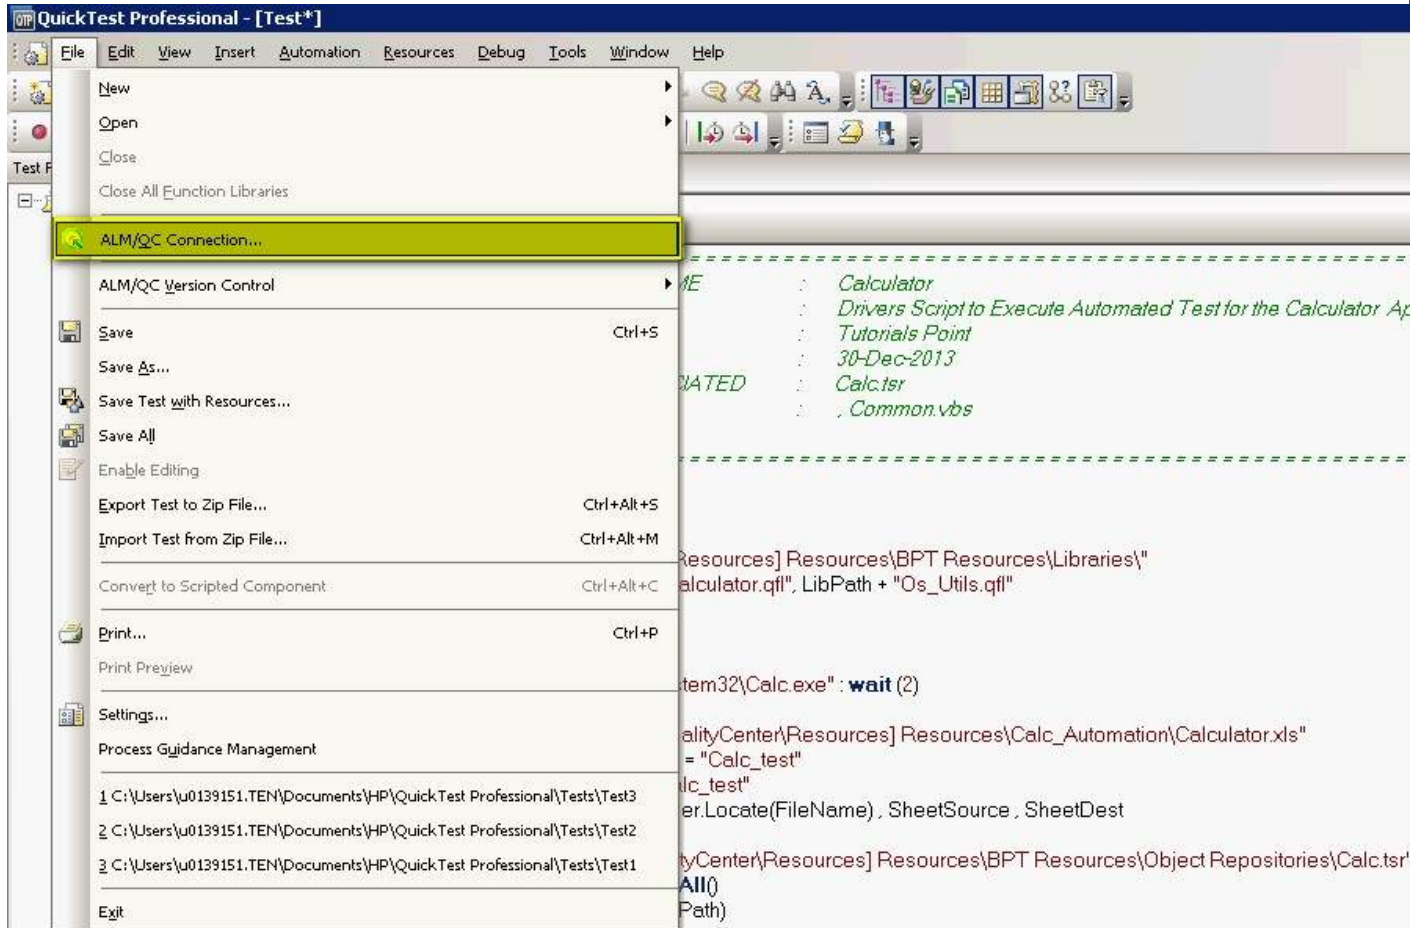 QuickTest Professional - [Test*]
File Edit View Insert Automation Resources Debug Tools Window Help
New
Open
Close
Test
Close All Function Libraries
ALM/QC Connection...
ALM/QC Version Control
: Calculator
: Drivers Script to Execute Automated Test for the Calculator
Save Ctrl+S
: Tutorials Point
: 30-Dec-2013
Save As...
: Calc.tsr
Save Test with Resources...
: , Common.vbs
Save All
Enable Editing
Export Test to Zip File... Ctrl+Alt+S
Import Test from Zip File... Ctrl+Alt+M
Resources] Resources\BPT Resources\Libraries\"
Convert to Scripted Component Ctrl+Alt+C
alculator.qfl", LibPath + "Os_Utils.qfl"
Print... Ctrl+P
Print Preview
tem32\Calc.exe" : wait (2)
Settings...
alityCenter\Resources] Resources\Calc_Automation\Calculator.xls"
Process Guidance Management
= "Calc_test"
lc_test"
1 C:\Users\u0139151.TEN\Documents\HP\QuickTest Professional\Tests\Test3
er.Locate(FileName) , SheetSource , SheetDest
2 C:\Users\u0139151.TEN\Documents\HP\QuickTest Professional\Tests\Test2
3 C:\Users\u0139151.TEN\Documents\HP\QuickTest Professional\Tests\Test1
tyCenter\Resources] Resources\BPT Resources\Object Repositories\Calc.tsr"
All()
Exit
Path)